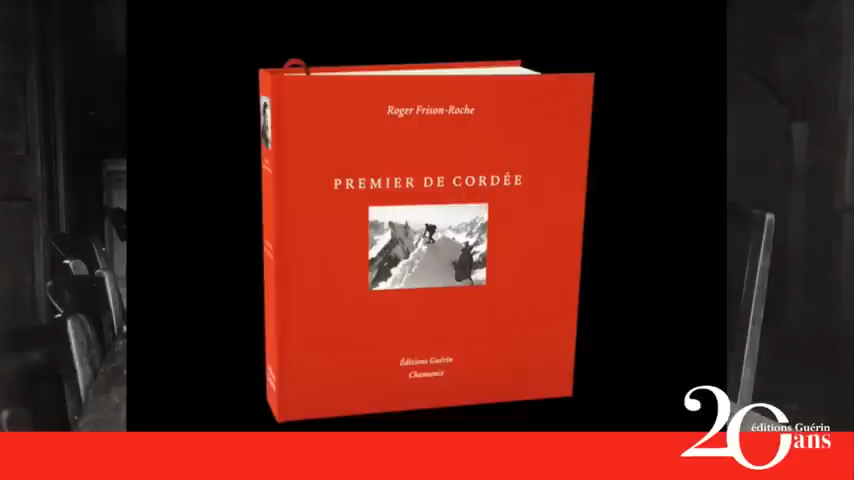 Roger Frison-Roche
PREMIER DE CORDÉE
Éditions Guérin
Chamonix
20 ans
éditions Guérin